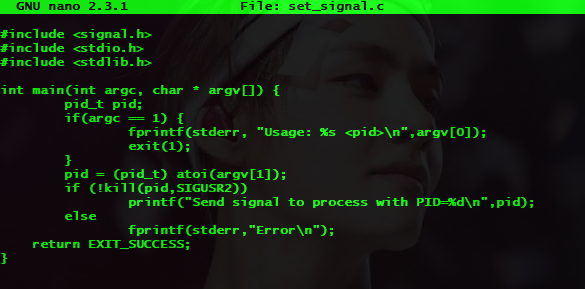 GNU nano 2.3.1 File: set_signal.c
#include <signal.h>
#include <stdio.h>
#include <stdlib.h>
int main(int argc, char * argv[]) {
pid_t pid;
if(argc == 1) {
fprintf(stderr, "Usage: %s <pid>\n",argv[0]);
exit(1);
}
pid = (pid_t) atoi(argv[1]);
if (!kill(pid,SIGUSR2))
printf("Send signal to process with PID=%d\n",pid);
else
fprintf(stderr,"Error\n");
return EXIT_SUCCESS;
}